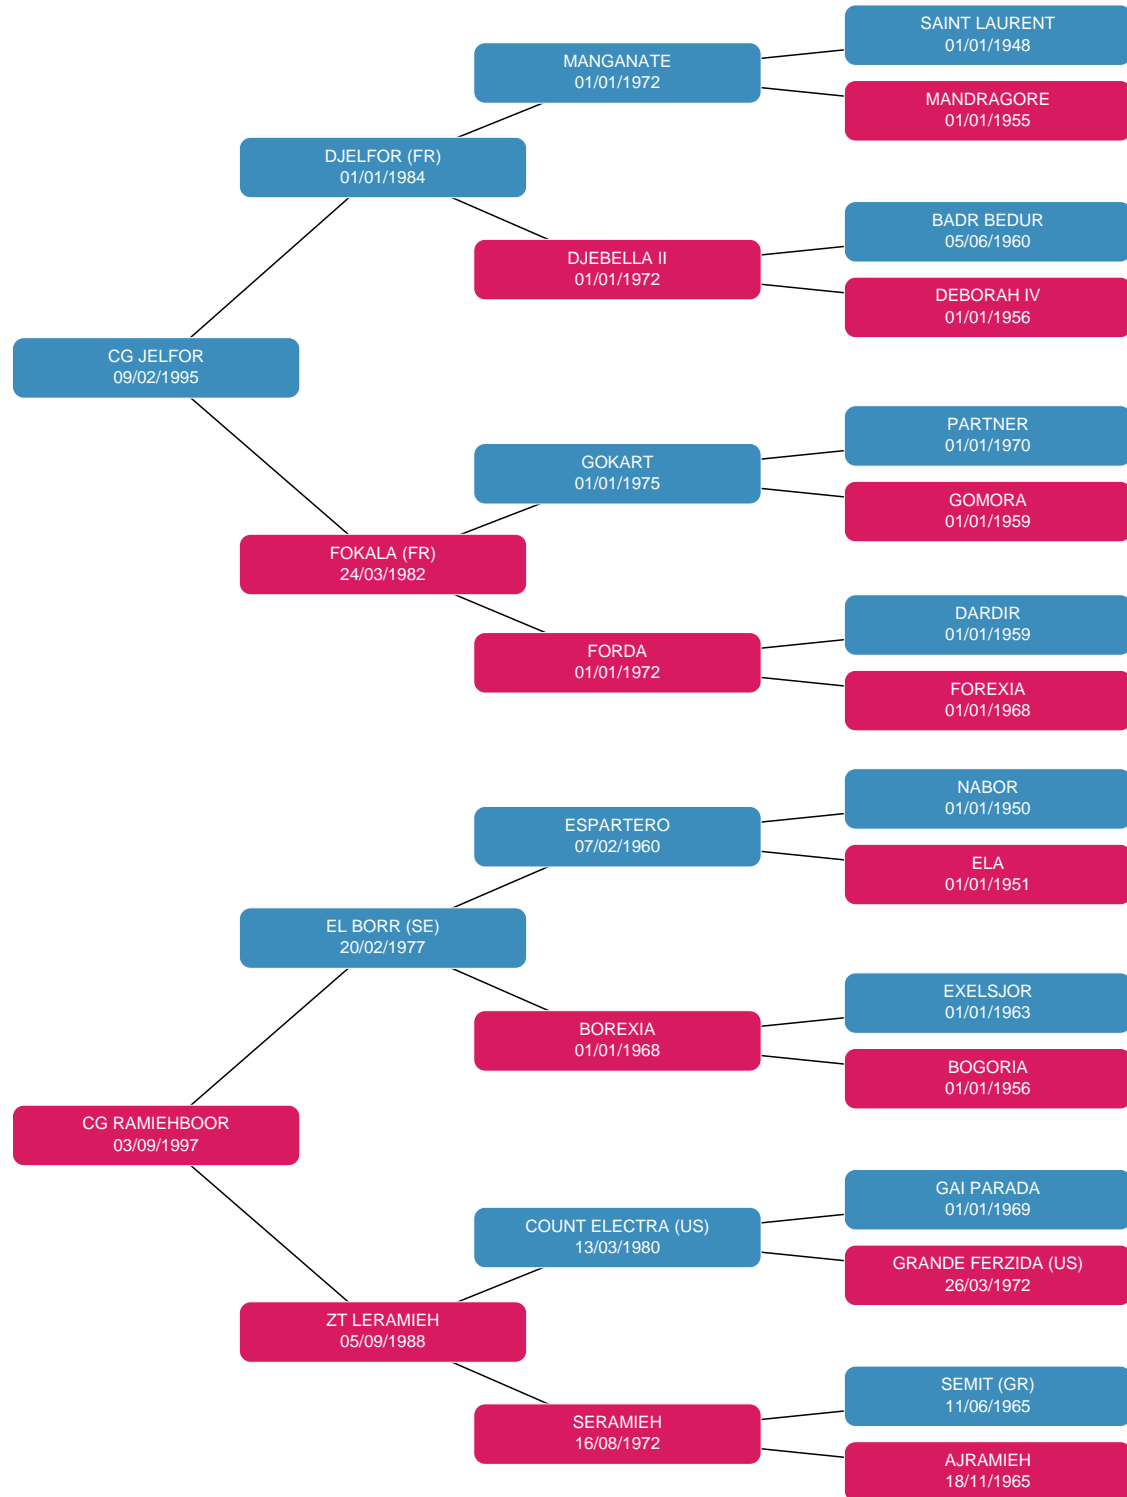 SAINT LAURENT
01/01/1948
MANGANATE
01/01/1972
MANDRAGORE
01/01/1955
DJELFOR (FR)
01/01/1984
BADR BEDUR
05/06/1960
DJEBELLA II
01/01/1972
DEBORAH IV
01/01/1956
CG JELFOR
09/02/1995
PARTNER
01/01/1970
GOKART
01/01/1975
GOMORA
01/01/1959
FOKALA (FR)
24/03/1982
DARDIR
01/01/1959
FORDA
01/01/1972
FOREXIA
01/01/1968
NABOR
01/01/1950
ESPARTERO
07/02/1960
ELA
01/01/1951
EL BORR (SE)
20/02/1977
EXELSJOR
01/01/1963
BOREXIA
01/01/1968
BOGORIA
01/01/1956
CG RAMIEHBOOR
03/09/1997
GAI PARADA
01/01/1969
COUNT ELECTRA (US)
13/03/1980
GRANDE FERZIDA (US)
26/03/1972
ZT LERAMIEH
05/09/1988
SEMIT (GR)
11/06/1965
SERAMIEH
16/08/1972
AJRAMIEH
18/11/1965